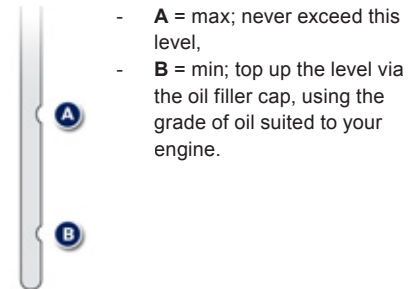 - A = max; never exceed this
level,
- B = min; top up the level via
the oil filler cap, using the
grade of oil suited to your
engine.
A
B